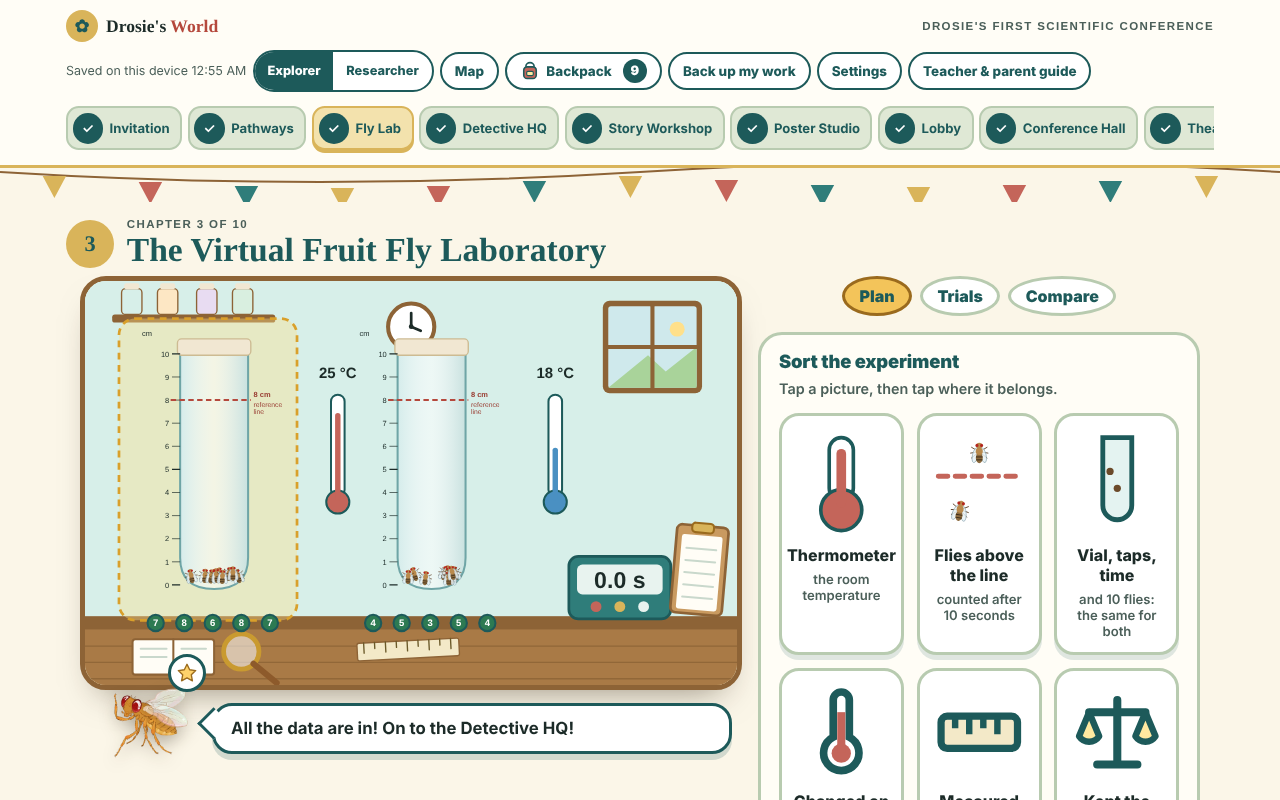 Drosie's World
DROSIE'S FIRST SCIENTIFIC CONFERENCE
Saved on this device 12:55 AM
Explorer
Researcher
Map
Backpack 9
Back up my work
Settings
Teacher & parent guide
Invitation
Pathways
Fly Lab
Detective HQ
Story Workshop
Poster Studio
Lobby
Conference Hall
CHAPTER 3 OF 10
3
The Virtual Fruit Fly Laboratory
cm
10
9
8
7
6
5
4
3
2
1
0
8 cm
reference
line
25 °C
7 8 6 8 7
cm
10
9
8
7
6
5
4
3
2
1
0
8 cm
reference
line
18 °C
4 5 3 5 4
0.0 s
All the data are in! On to the Detective HQ!
Plan
Trials
Compare
Sort the experiment
Tap a picture, then tap where it belongs.
Thermometer
the room
temperature
Flies above
the line
counted after
10 seconds
Vial, taps,
time
and 10 flies:
the same for
both